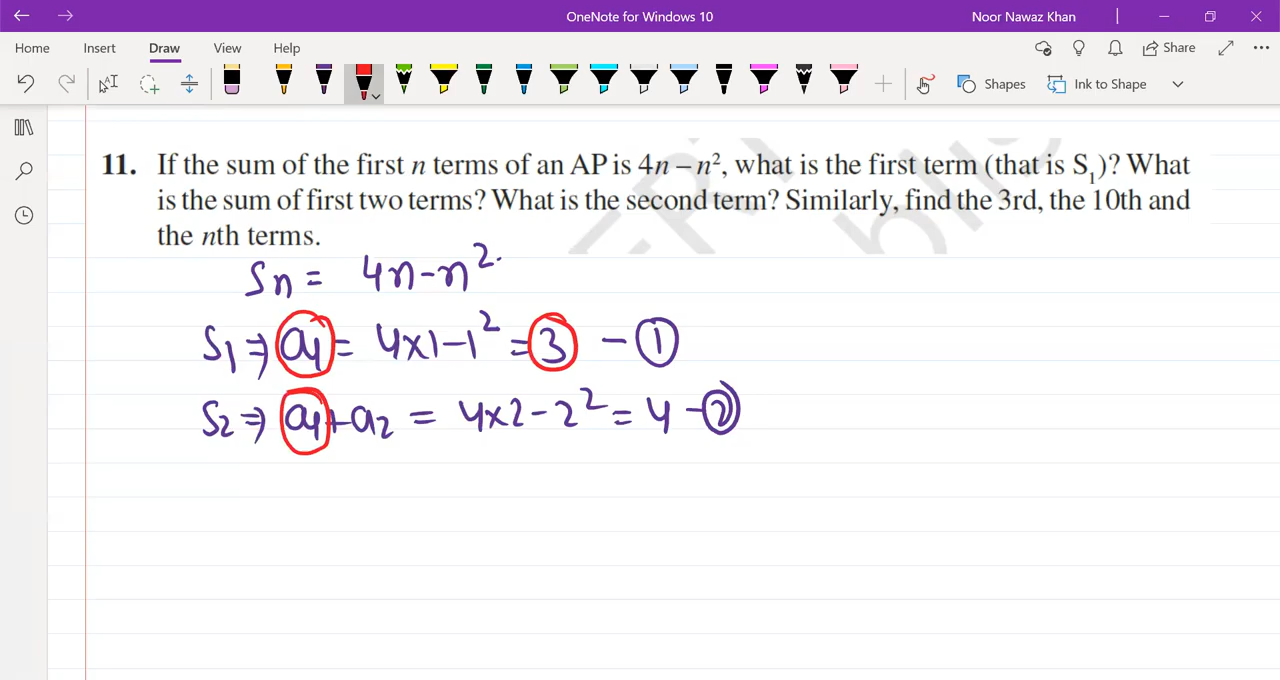 OneNote for Windows 10
Noor Nawaz Khan
Home Insert Draw View Help
Share
Shapes
Ink to Shape
11. If the sum of the first n terms of an AP is 4n – n², what is the first term (that is S₁)? What
is the sum of first two terms? What is the second term? Similarly, find the 3rd, the 10th and
the nth terms.
Sn = 4n-n²
S₁ ⇒ a₁ = 4×1-1² = 3 - ①
S₂ ⇒ a₁+a₂ = 4×2-2² = 4 - ②